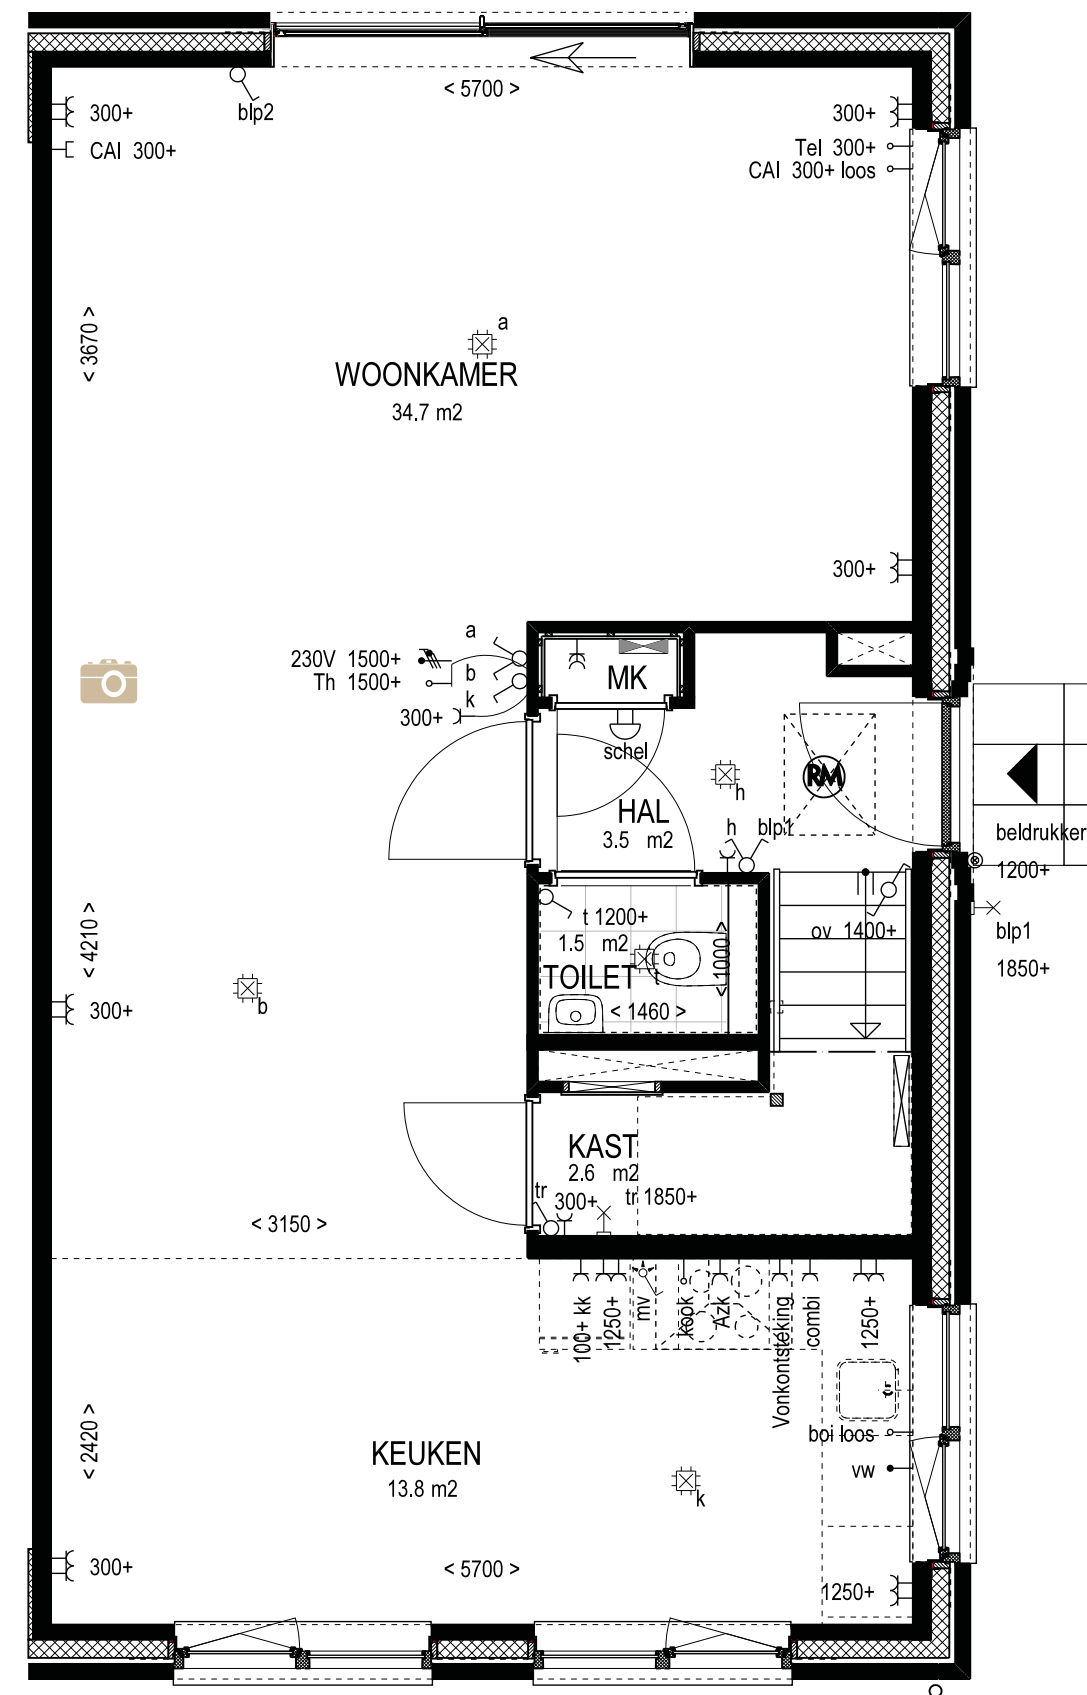 < 5700 >
blp2
300+
300+
CAI 300+
Tel 300+
CAI 300+ loos
< 3670 >
a
WOONKAMER
34.7 m2
300+
a
230V 1500+
b
Th 1500+
k
300+
MK
schel
RM
h
HAL
3.5 m2
h
blp1
beldrukker
1200+
t 1200+
1.5 m2
t
TOILET
< 1000 >
< 1460 >
ov 1400+
blp1
1850+
< 4210 >
b
300+
KAST
2.6 m2
tr
300+
tr 1850+
< 3150 >
100+ kk
1250+
mv
kook
Azk
Vonkontsteking
combi
1250+
< 2420 >
KEUKEN
13.8 m2
boi loos
vw
k
300+
< 5700 >
1250+